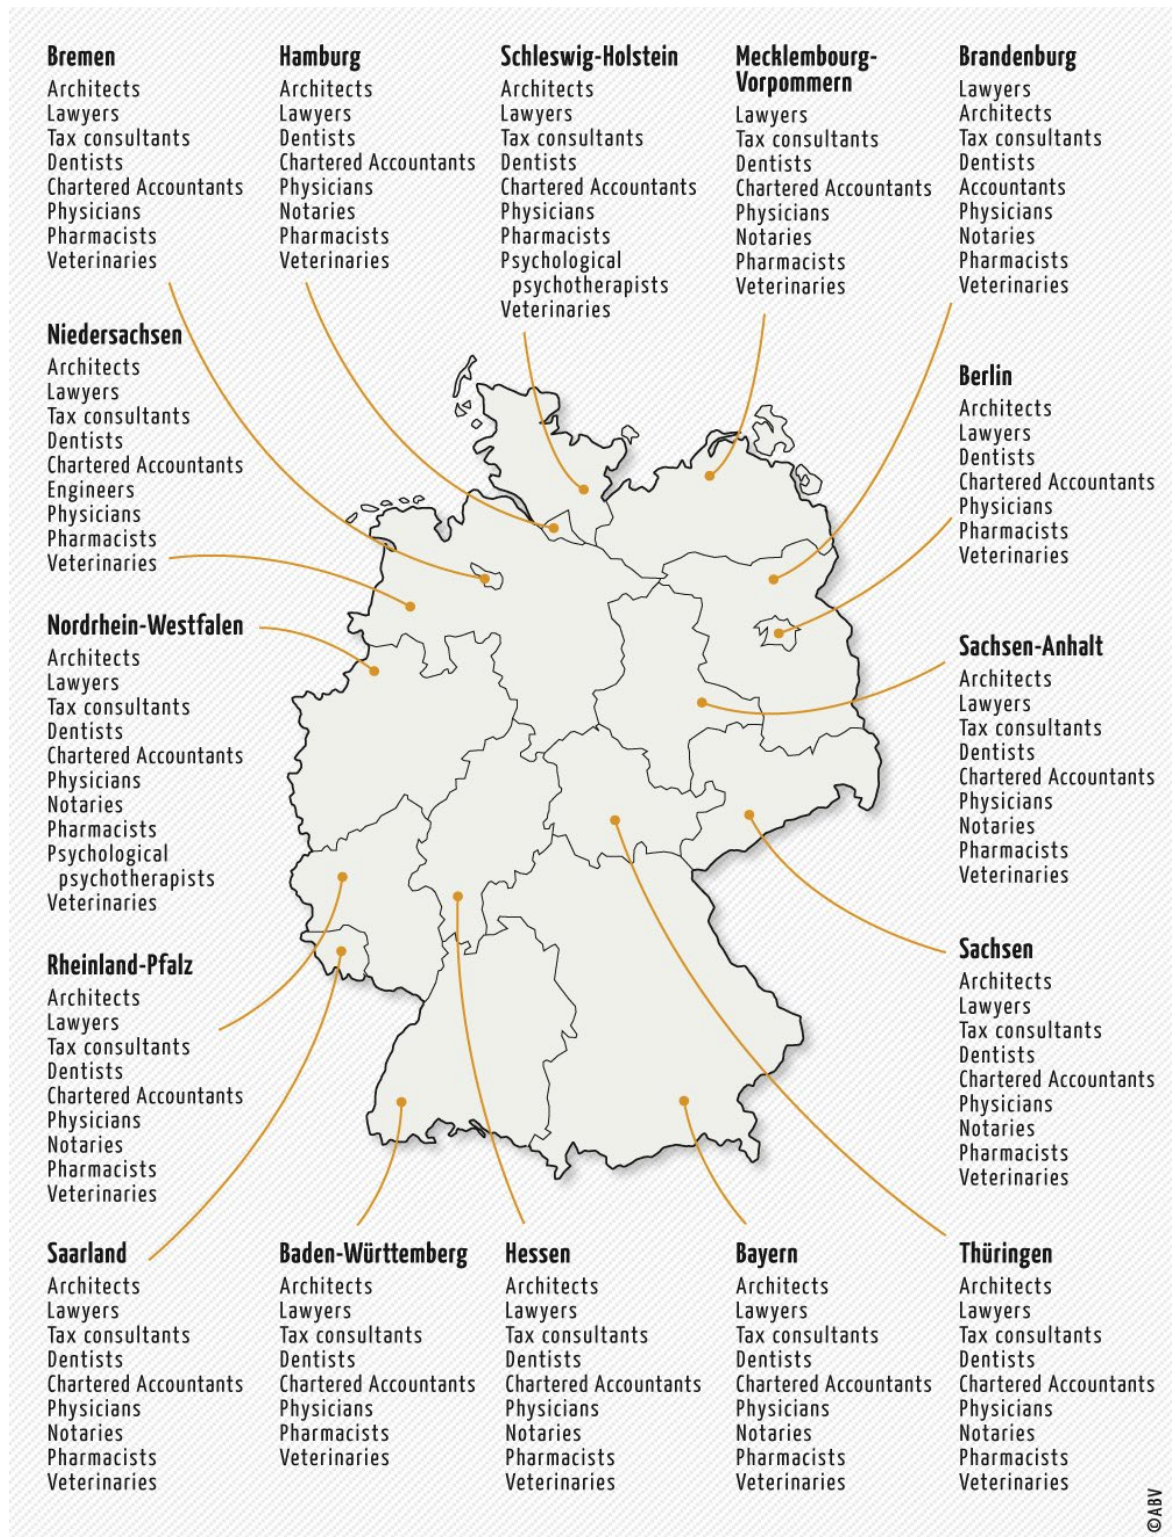 Bremen
Architects
Lawyers
Tax consultants
Dentists
Chartered Accountants
Physicians
Pharmacists
Veterinaries
Hamburg
Architects
Lawyers
Dentists
Chartered Accountants
Physicians
Notaries
Pharmacists
Veterinaries
Schleswig-Holstein
Architects
Lawyers
Tax consultants
Dentists
Chartered Accountants
Physicians
Pharmacists
Psychological
psychotherapists
Veterinaries
Mecklembourg-
Vorpommern
Lawyers
Tax consultants
Dentists
Chartered Accountants
Physicians
Notaries
Pharmacists
Veterinaries
Brandenburg
Lawyers
Architects
Tax consultants
Dentists
Accountants
Physicians
Notaries
Pharmacists
Veterinaries
Niedersachsen
Architects
Lawyers
Tax consultants
Dentists
Chartered Accountants
Engineers
Physicians
Pharmacists
Veterinaries
Berlin
Architects
Lawyers
Dentists
Chartered Accountants
Physicians
Pharmacists
Veterinaries
Nordrhein-Westfalen
Architects
Lawyers
Tax consultants
Dentists
Chartered Accountants
Physicians
Notaries
Pharmacists
Psychological
psychotherapists
Veterinaries
Sachsen-Anhalt
Architects
Lawyers
Tax consultants
Dentists
Chartered Accountants
Physicians
Notaries
Pharmacists
Veterinaries
Rheinland-Pfalz
Architects
Lawyers
Tax consultants
Dentists
Chartered Accountants
Physicians
Notaries
Pharmacists
Veterinaries
Sachsen
Architects
Lawyers
Tax consultants
Dentists
Chartered Accountants
Physicians
Notaries
Pharmacists
Veterinaries
Saarland
Architects
Lawyers
Tax consultants
Dentists
Chartered Accountants
Physicians
Notaries
Pharmacists
Veterinaries
Baden-Württemberg
Architects
Lawyers
Tax consultants
Dentists
Chartered Accountants
Physicians
Pharmacists
Veterinaries
Hessen
Architects
Lawyers
Tax consultants
Dentists
Chartered Accountants
Physicians
Notaries
Pharmacists
Veterinaries
Bayern
Architects
Lawyers
Tax consultants
Dentists
Chartered Accountants
Physicians
Notaries
Pharmacists
Veterinaries
Thüringen
Architects
Lawyers
Tax consultants
Dentists
Chartered Accountants
Physicians
Notaries
Pharmacists
Veterinaries
©ABV